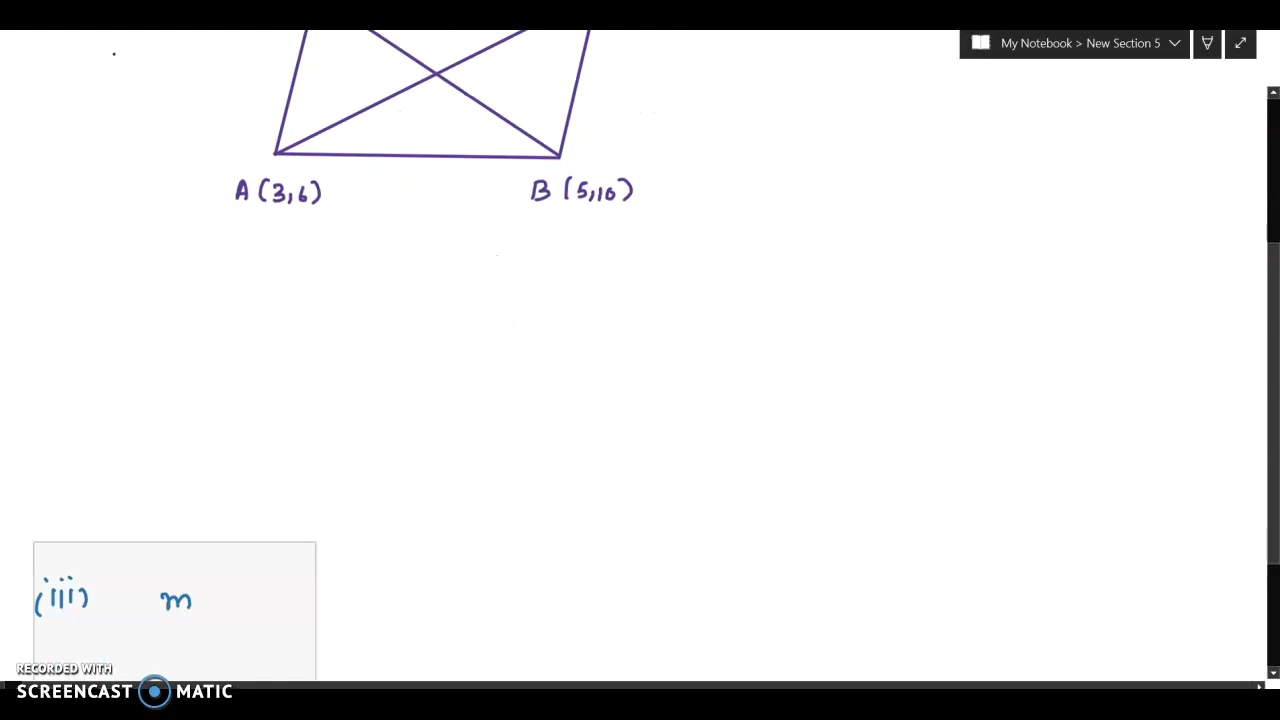 My Notebook > New Section 5
A (3,6) B (5,10)
(iii) m
RECORDED WITH
SCREENCAST MATIC